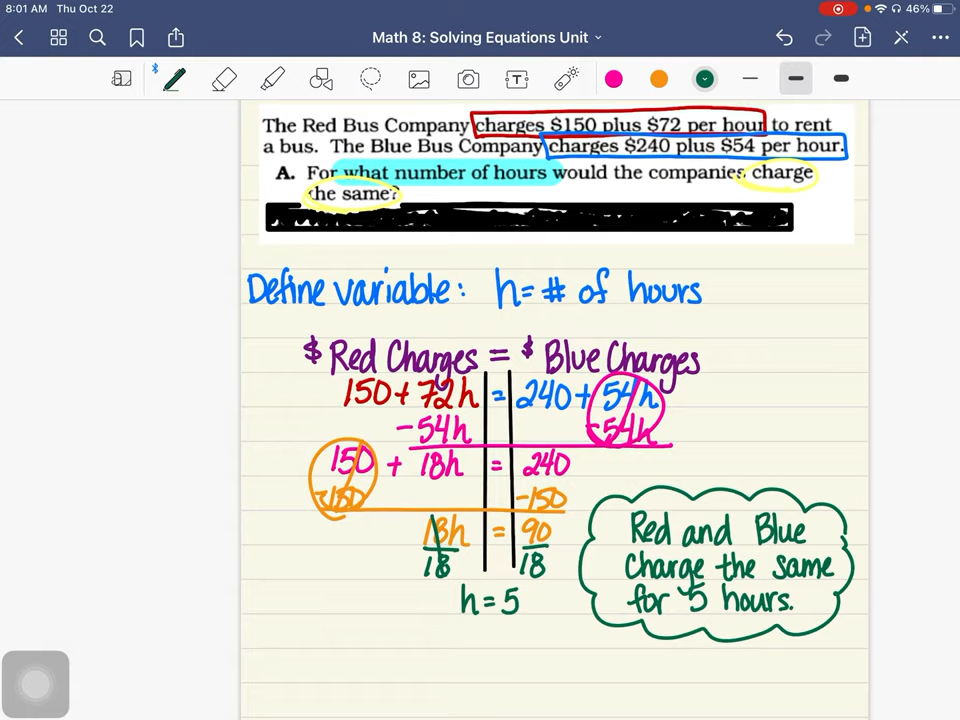 8:01 AM Thu Oct 22
46%
Math 8: Solving Equations Unit
The Red Bus Company charges $150 plus $72 per hour to rent
a bus. The Blue Bus Company charges $240 plus $54 per hour.
A. For what number of hours would the companies charge
the same?
Define variable: h = # of hours
$ Red Charges = $ Blue Charges
150 + 72h = 240 + 54h
-54h -54h
150 + 18h = 240
-150 -150
18h = 90
18 18
h = 5
Red and Blue
Charge the same
for 5 hours.